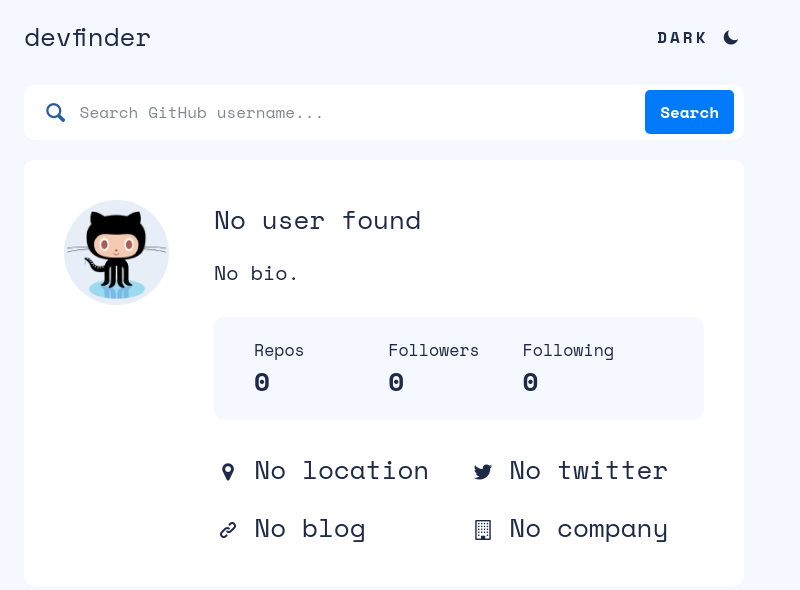 devfinder
DARK
Search GitHub username...
Search
No user found
No bio.
Repos
Followers
Following
0
0
0
No location
No twitter
No blog
No company